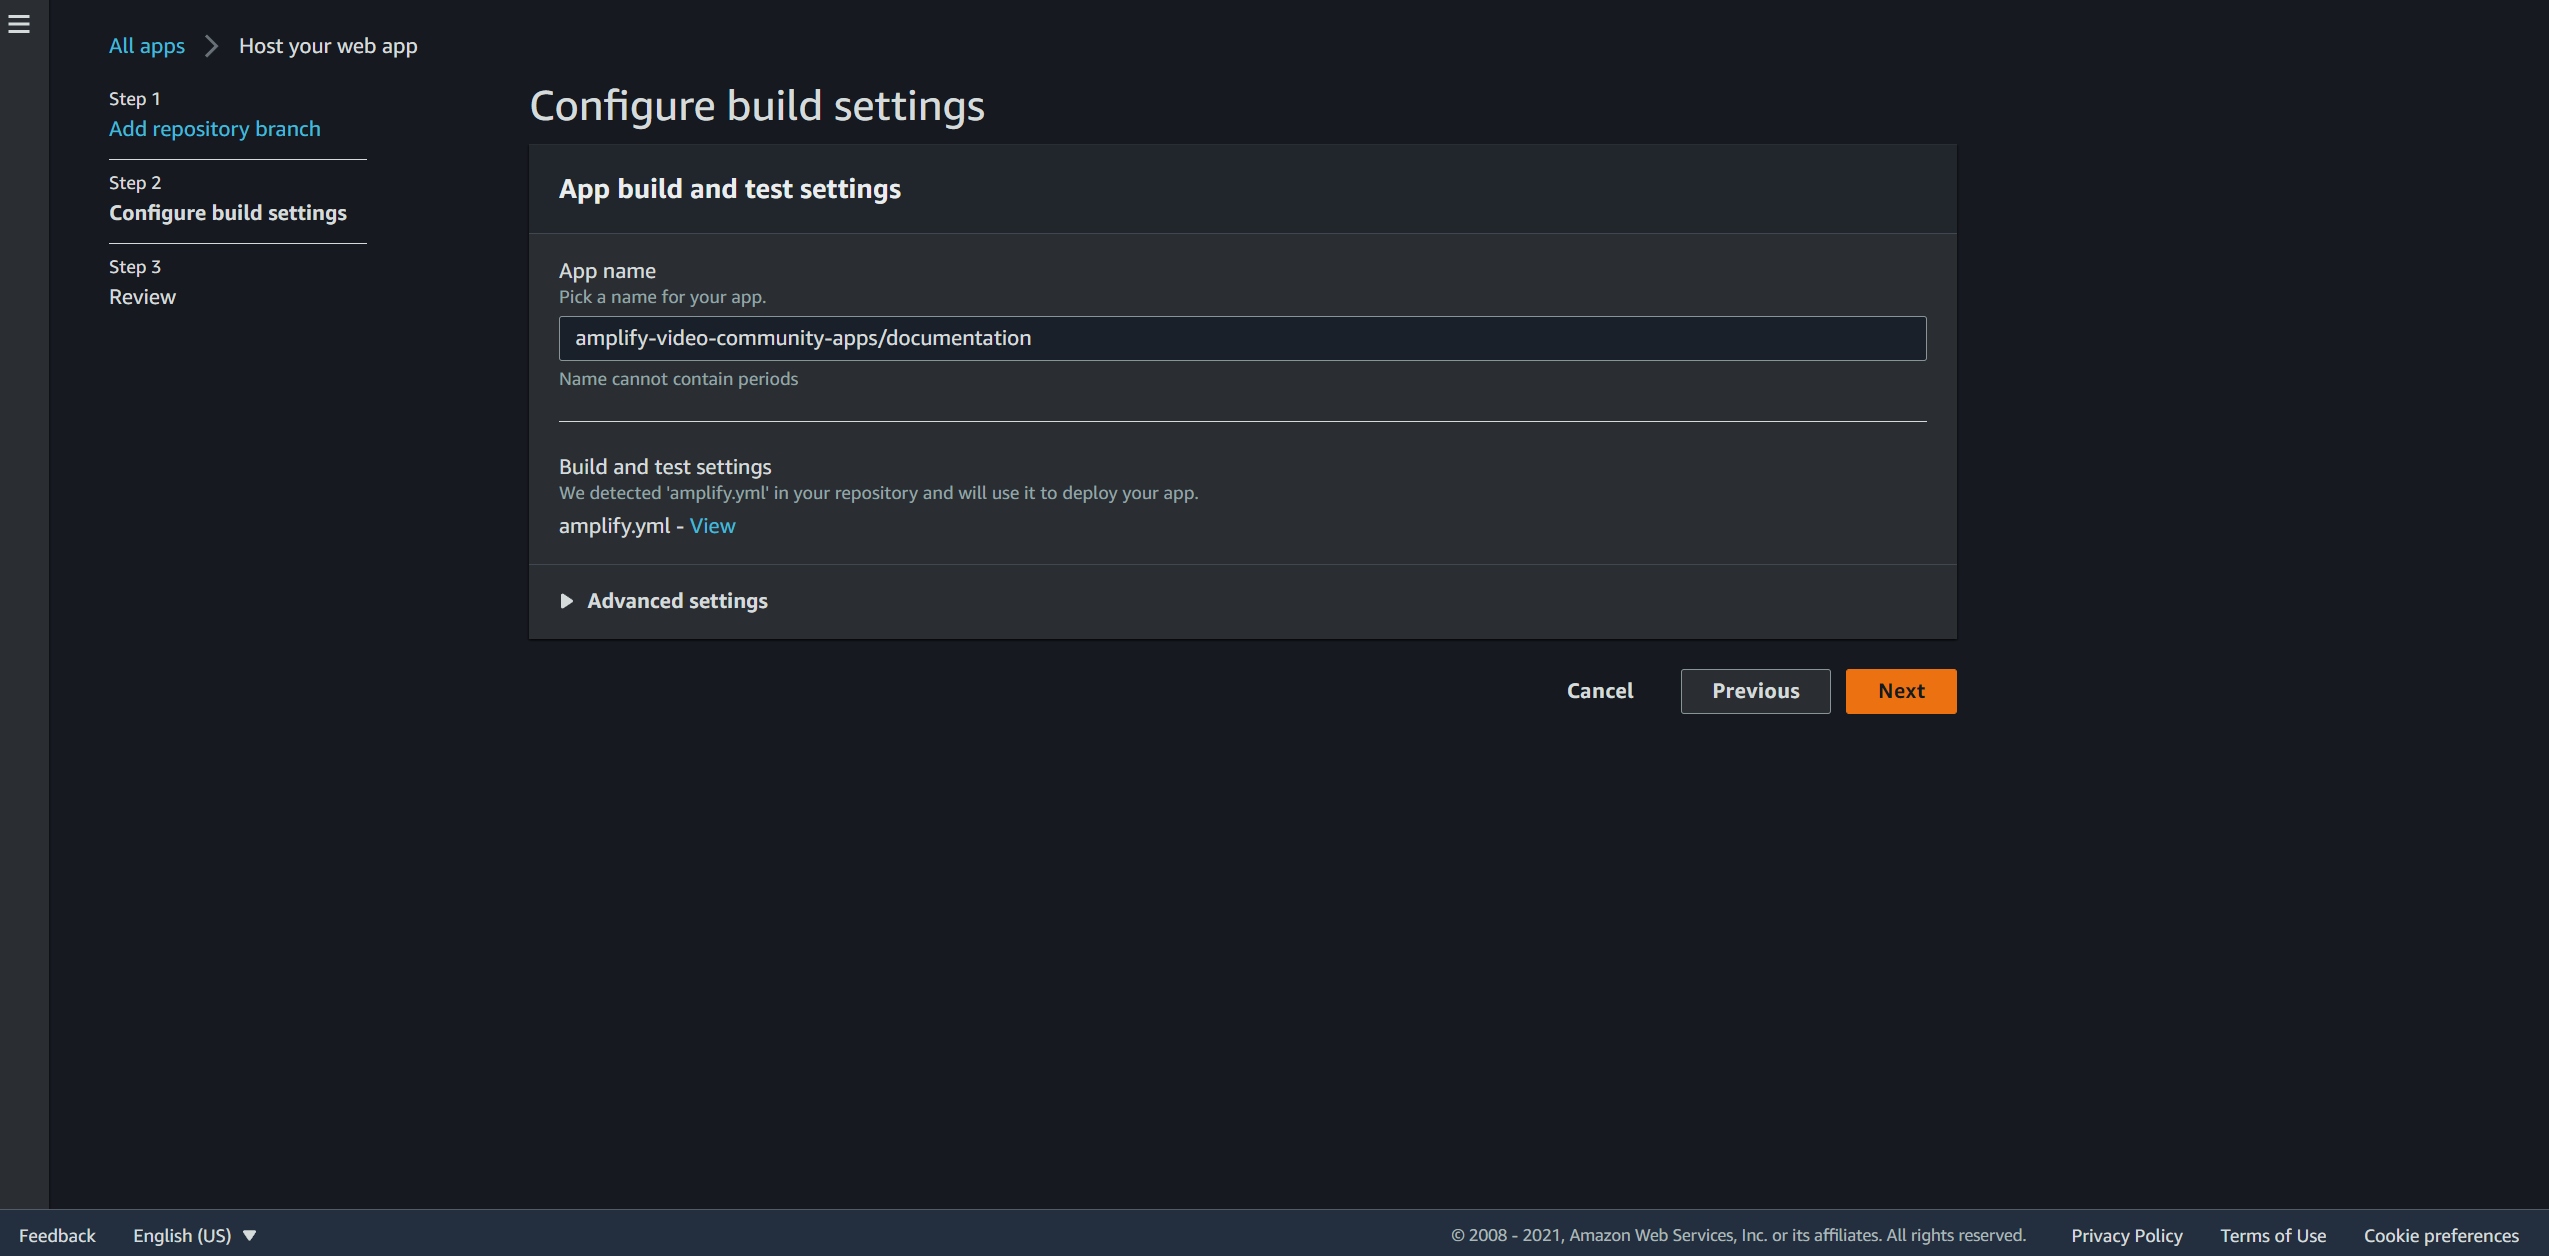 All apps
Host your web app
Step 1
Add repository branch
Step 2
Configure build settings
Step 3
Review
Configure build settings
App build and test settings
App name
Pick a name for your app.
amplify-video-community-apps/documentation
Name cannot contain periods
Build and test settings
We detected 'amplify.yml' in your repository and will use it to deploy your app.
amplify.yml - View
Advanced settings
Cancel
Previous
Next
Feedback
English (US)
© 2008 - 2021, Amazon Web Services, Inc. or its affiliates. All rights reserved.
Privacy Policy
Terms of Use
Cookie preferences